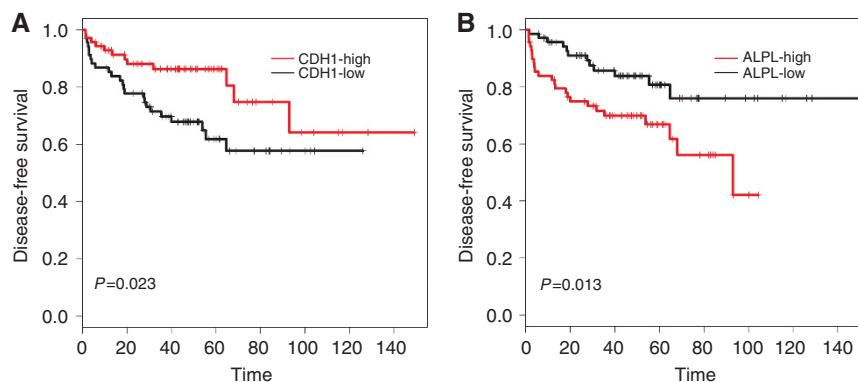 A
Disease-free survival
1.0
0.8
0.6
0.4
0.2
0.0
CDH1-high
CDH1-low
P=0.023
0 20 40 60 80 100 120 140
Time
B
Disease-free survival
1.0
0.8
0.6
0.4
0.2
0.0
ALPL-high
ALPL-low
P=0.013
0 20 40 60 80 100 120 140
Time